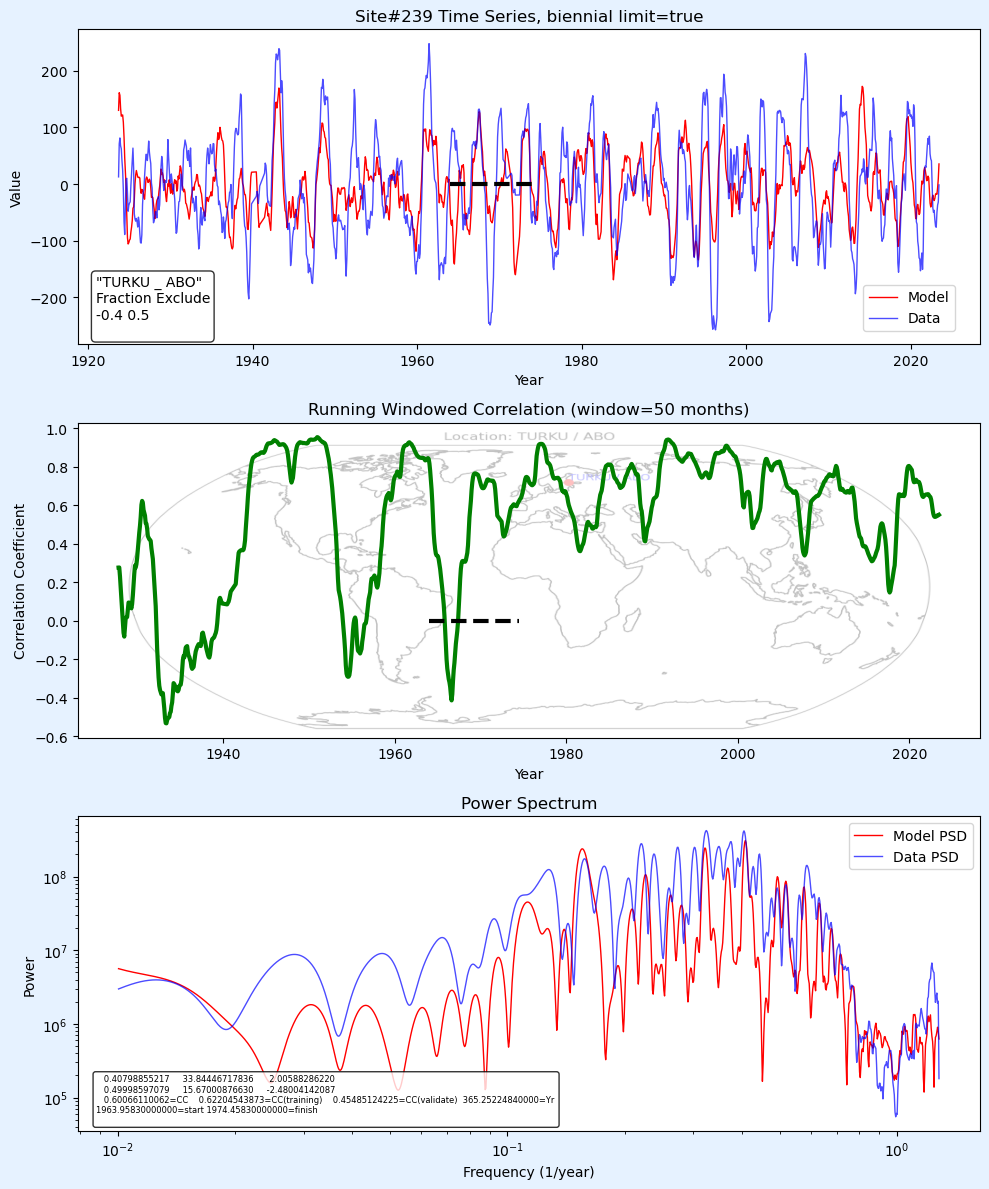 Site#239 Time Series, biennial limit=true
Value
200
100
0
−100
−200
"TURKU _ ABO"
Fraction Exclude
-0.4 0.5
Model
Data
1920 1940 1960 1980 2000 2020
Year
Running Windowed Correlation (window=50 months)
Location: TURKU / ABO
Correlation Coefficient
1.0
0.8
0.6
0.4
0.2
0.0
−0.2
−0.4
−0.6
1940 1960 1980 2000 2020
Year
Power Spectrum
Power
10^8
10^7
10^6
10^5
Model PSD
Data PSD
0.40798855217 33.84446717836 2.00588286220
0.49998597079 15.67000876630 -2.48004142087
0.60066110062=CC 0.62204543873=CC(training) 0.45485124225=CC(validate) 365.25224840000=Yr
1963.95830000000=start 1974.45830000000=finish
10^−2 10^−1 10^0
Frequency (1/year)